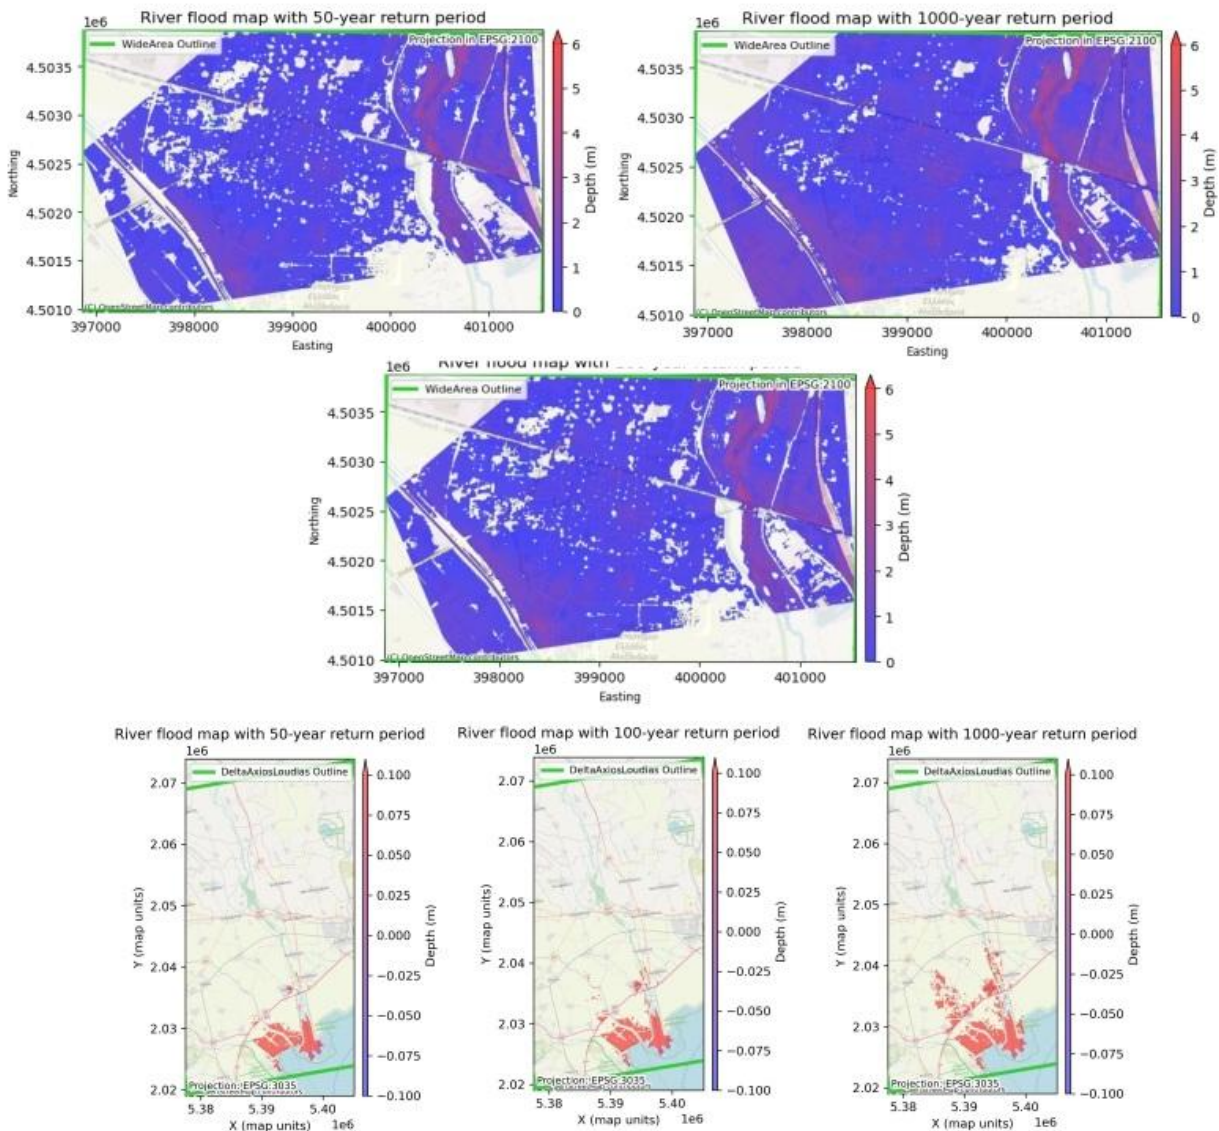 River flood map with 50-year return period
1e6
WideArea Outline
Projection in EPSG:2100
4.5035
4.5030
4.5025
4.5020
4.5015
4.5010
Northing
(C) OpenStreetMap contributors
397000 398000 399000 400000 401000
Easting
6
5
4
3
2
1
0
Depth (m)
River flood map with 1000-year return period
1e6
WideArea Outline
Projection in EPSG:2100
4.5035
4.5030
4.5025
4.5020
4.5015
4.5010
Northing
(C) OpenStreetMap contributors
397000 398000 399000 400000 401000
Easting
6
5
4
3
2
1
0
Depth (m)
River flood map with year return period
1e6
WideArea Outline
Projection in EPSG:2100
4.5035
4.5030
4.5025
4.5020
4.5015
4.5010
Northing
(C) OpenStreetMap contributors
397000 398000 399000 400000 401000
Easting
6
5
4
3
2
1
0
Depth (m)
River flood map with 50-year return period
1e6
DeltaAxiosLoudias Outline
2.07
2.06
2.05
2.04
2.03
2.02
Y (map units)
Projection: EPSG:3035
5.38 5.39 5.40
1e6
X (map units)
0.100
0.075
0.050
0.025
0.000
−0.025
−0.050
−0.075
−0.100
Depth (m)
River flood map with 100-year return period
1e6
DeltaAxiosLoudias Outline
2.07
2.06
2.05
2.04
2.03
2.02
Y (map units)
Projection: EPSG:3035
5.38 5.39 5.40
1e6
X (map units)
0.100
0.075
0.050
0.025
0.000
−0.025
−0.050
−0.075
−0.100
Depth (m)
River flood map with 1000-year return period
1e6
DeltaAxiosLoudias Outline
2.07
2.06
2.05
2.04
2.03
2.02
Y (map units)
Projection: EPSG:3035
5.38 5.39 5.40
1e6
X (map units)
0.100
0.075
0.050
0.025
0.000
−0.025
−0.050
−0.075
−0.100
Depth (m)